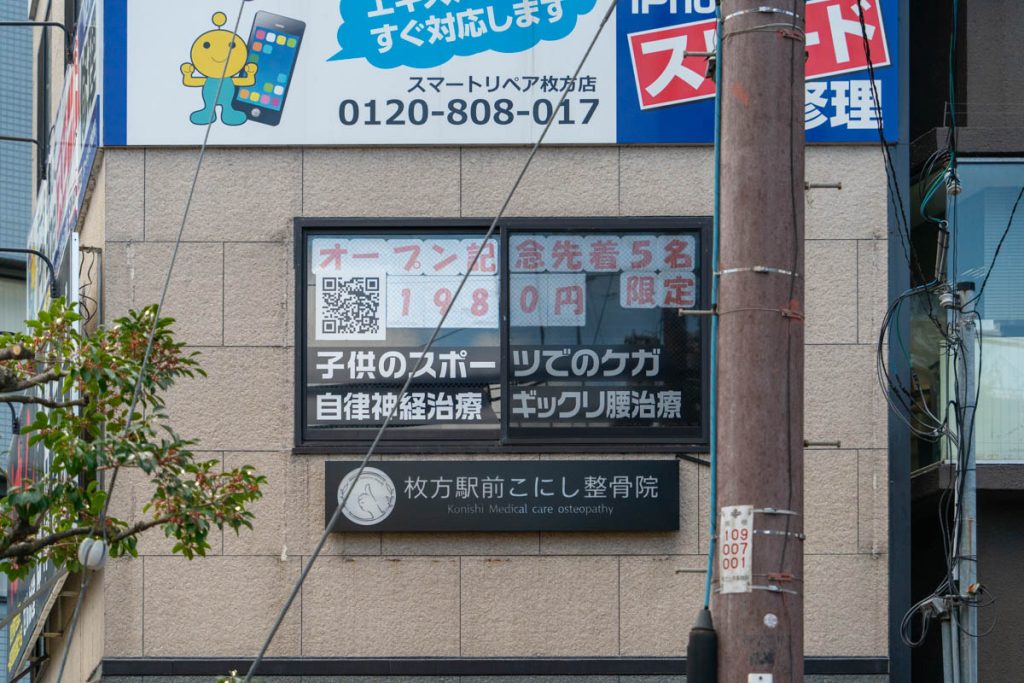 すぐ対応します
スマートリペア枚方店
0120-808-017
修理
オープン記念先着5名
1980円 限定
子供のスポーツでのケガ
自律神経治療 ギックリ腰治療
枚方駅前こにし整骨院
Konishi Medical care osteopathy
109
007
001